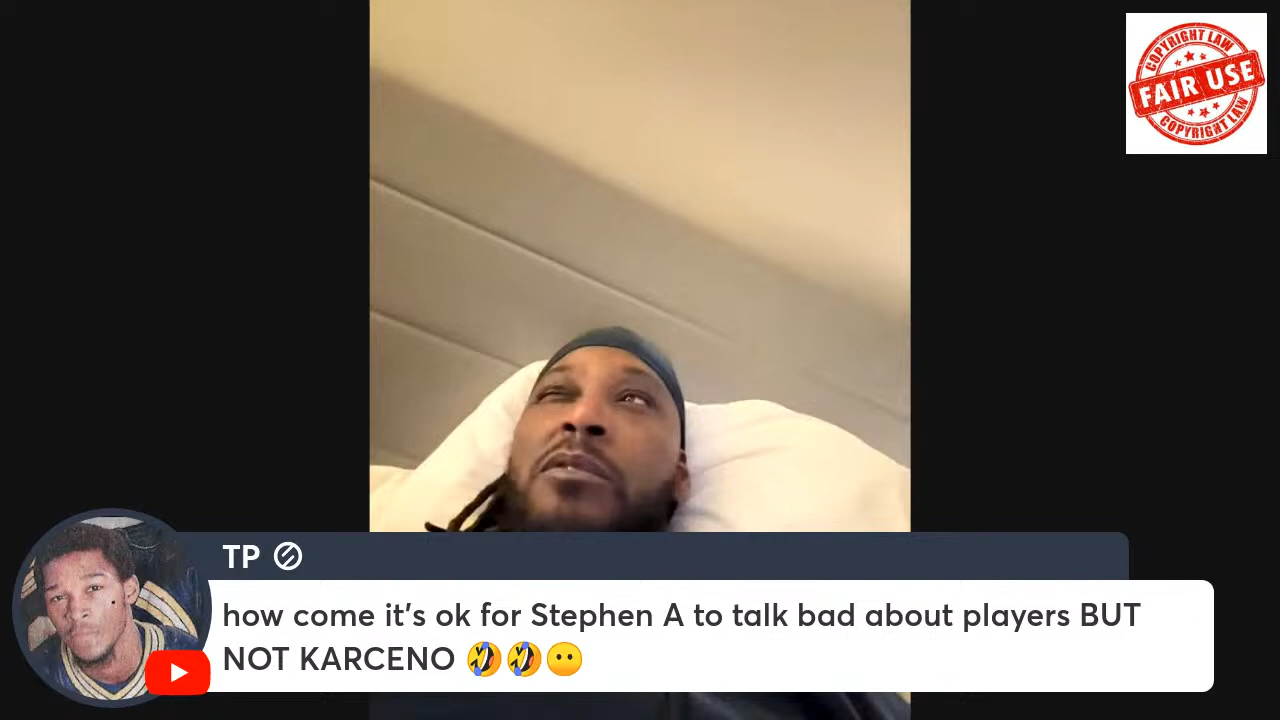 COPYRIGHT LAW
FAIR USE
COPYRIGHT LAW
TP
how come it's ok for Stephen A to talk bad about players BUT
NOT KARCENO 🤣🤣😶